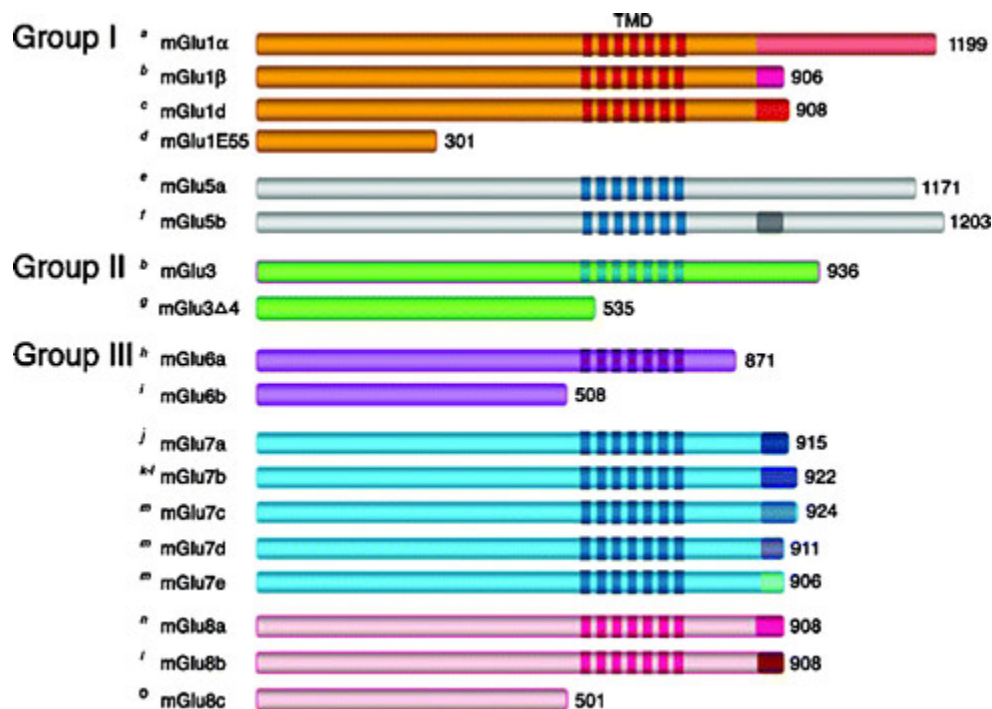 TMD
Group I a mGlu1α 1199
b mGlu1β 906
c mGlu1d 908
d mGlu1E55 301
e mGlu5a 1171
f mGlu5b 1203
Group II b mGlu3 936
g mGlu3Δ4 535
Group III h mGlu6a 871
i mGlu6b 508
j mGlu7a 915
k-l mGlu7b 922
m mGlu7c 924
m mGlu7d 911
m mGlu7e 906
n mGlu8a 908
l mGlu8b 908
o mGlu8c 501